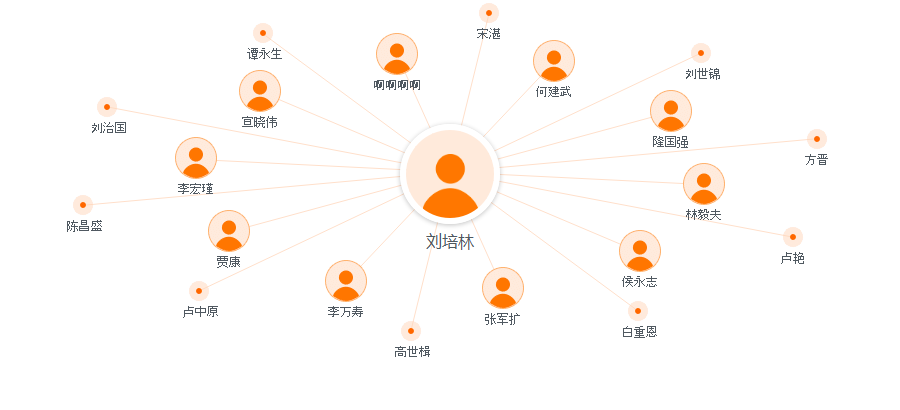 宋湛
谭永生
刘世锦
啊啊啊啊
何建武
宣晓伟
刘治国
隆国强
方晋
李宏瑾
林毅夫
陈昌盛
刘培林
卢艳
贾康
侯永志
卢中原
李万寿
张军扩
白重恩
高世楫